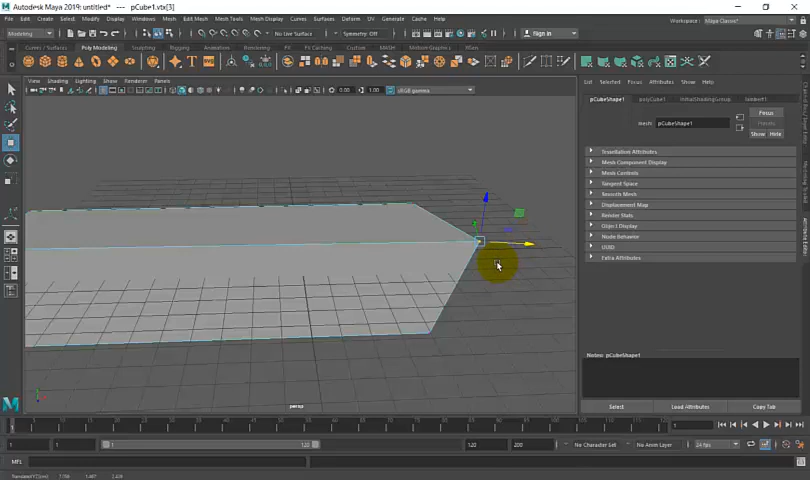 Autodesk Maya 2019: untitled* --- pCube1.vtx[3]
File Edit Create Select Modify Display Windows Mesh Edit Mesh Mesh Tools Mesh Display Curves Surfaces Deform UV Generate Cache Help
Workspace: Maya Classic*
Modeling No Live Surface Symmetry: Off Sign In
Curves / Surfaces Poly Modeling Sculpting Rigging Animation Rendering FX FX Caching Custom MASH Motion Graphics XGen
View Shading Lighting Show Renderer Panels
0.00 1.00 sRGB gamma
List Selected Focus Attributes Show Help
pCubeShape1 polyCube1 initialShadingGroup lambert1
mesh: pCubeShape1
Focus
Presets
Show Hide
Tessellation Attributes
Mesh Component Display
Mesh Controls
Tangent Space
Smooth Mesh
Displacement Map
Render Stats
Object Display
Node Behavior
UUID
Extra Attributes
Notes: pCubeShape1
Select Load Attributes Copy Tab
persp
1 1 1 120 120 200 No Character Set No Anim Layer 24 fps
MEL